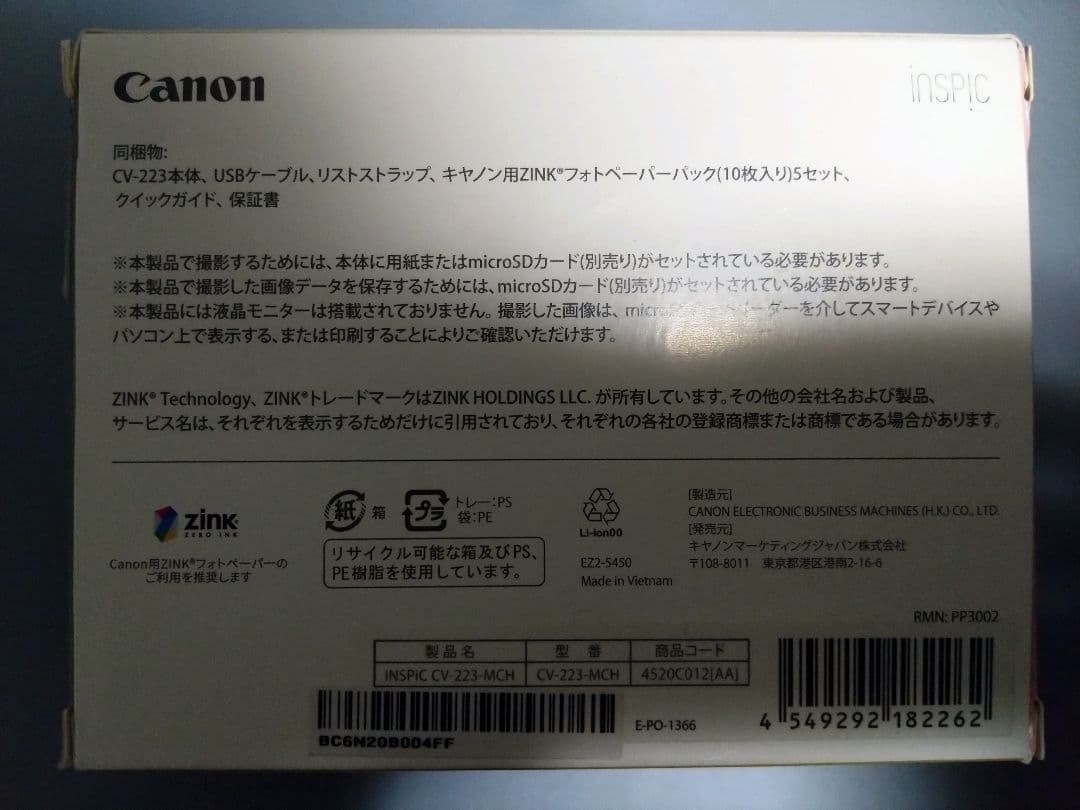 Canon
inspic
同梱物:
CV-223本体、USBケーブル、リストストラップ、キヤノン用ZINK®フォトペーパーパック(10枚入り)5セット、
クイックガイド、保証書
※本製品で撮影するためには、本体に用紙またはmicroSDカード(別売り)がセットされている必要があります。
※本製品で撮影した画像データを保存するためには、microSDカード(別売り)がセットされている必要があります。
※本製品には液晶モニターは搭載されておりません。撮影した画像は、を介してスマートデバイスや
パソコン上で表示する、または印刷することによりご確認いただけます。
ZINK® Technology、ZINK®トレードマークはZINK HOLDINGS LLC. が所有しています。その他の会社名および製品、
サービス名は、それぞれを表示するためだけに引用されており、それぞれの各社の登録商標または商標である場合があります。
zink
ZERO INK
Canon用ZINK®フォトペーパーの
ご利用を推奨します
紙 箱
プラ トレー:PS
袋:PE
リサイクル可能な箱及びPS、
PE樹脂を使用しています。
Li-Ion00
EZ2-5450
Made in Vietnam
[製造元]
CANON ELECTRONIC BUSINESS MACHINES (H.K.) CO., LTD.
[発売元]
キヤノンマーケティングジャパン株式会社
〒108-8011 東京都港区港南2-16-6
RMN: PP3002
製品名 型番 商品コード
INSPiC CV-223-MCH CV-223-MCH 4520C012[AA]
BC6N20B004FF
E-PO-1366
4 549292 182262